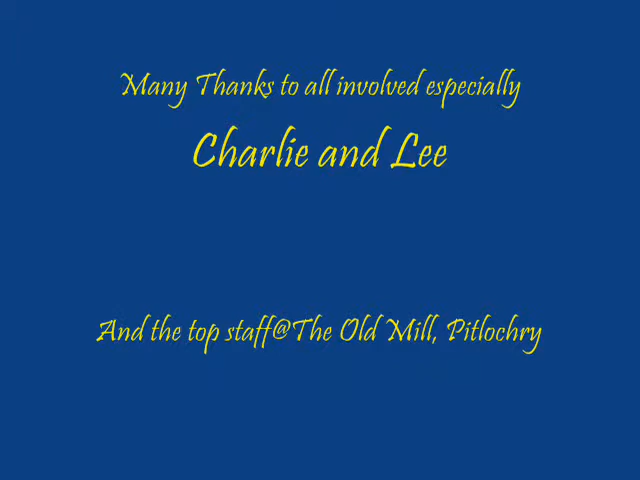 Many Thanks to all involved especially
Charlie and Lee
And the top staff@The Old Mill, Pitlochry